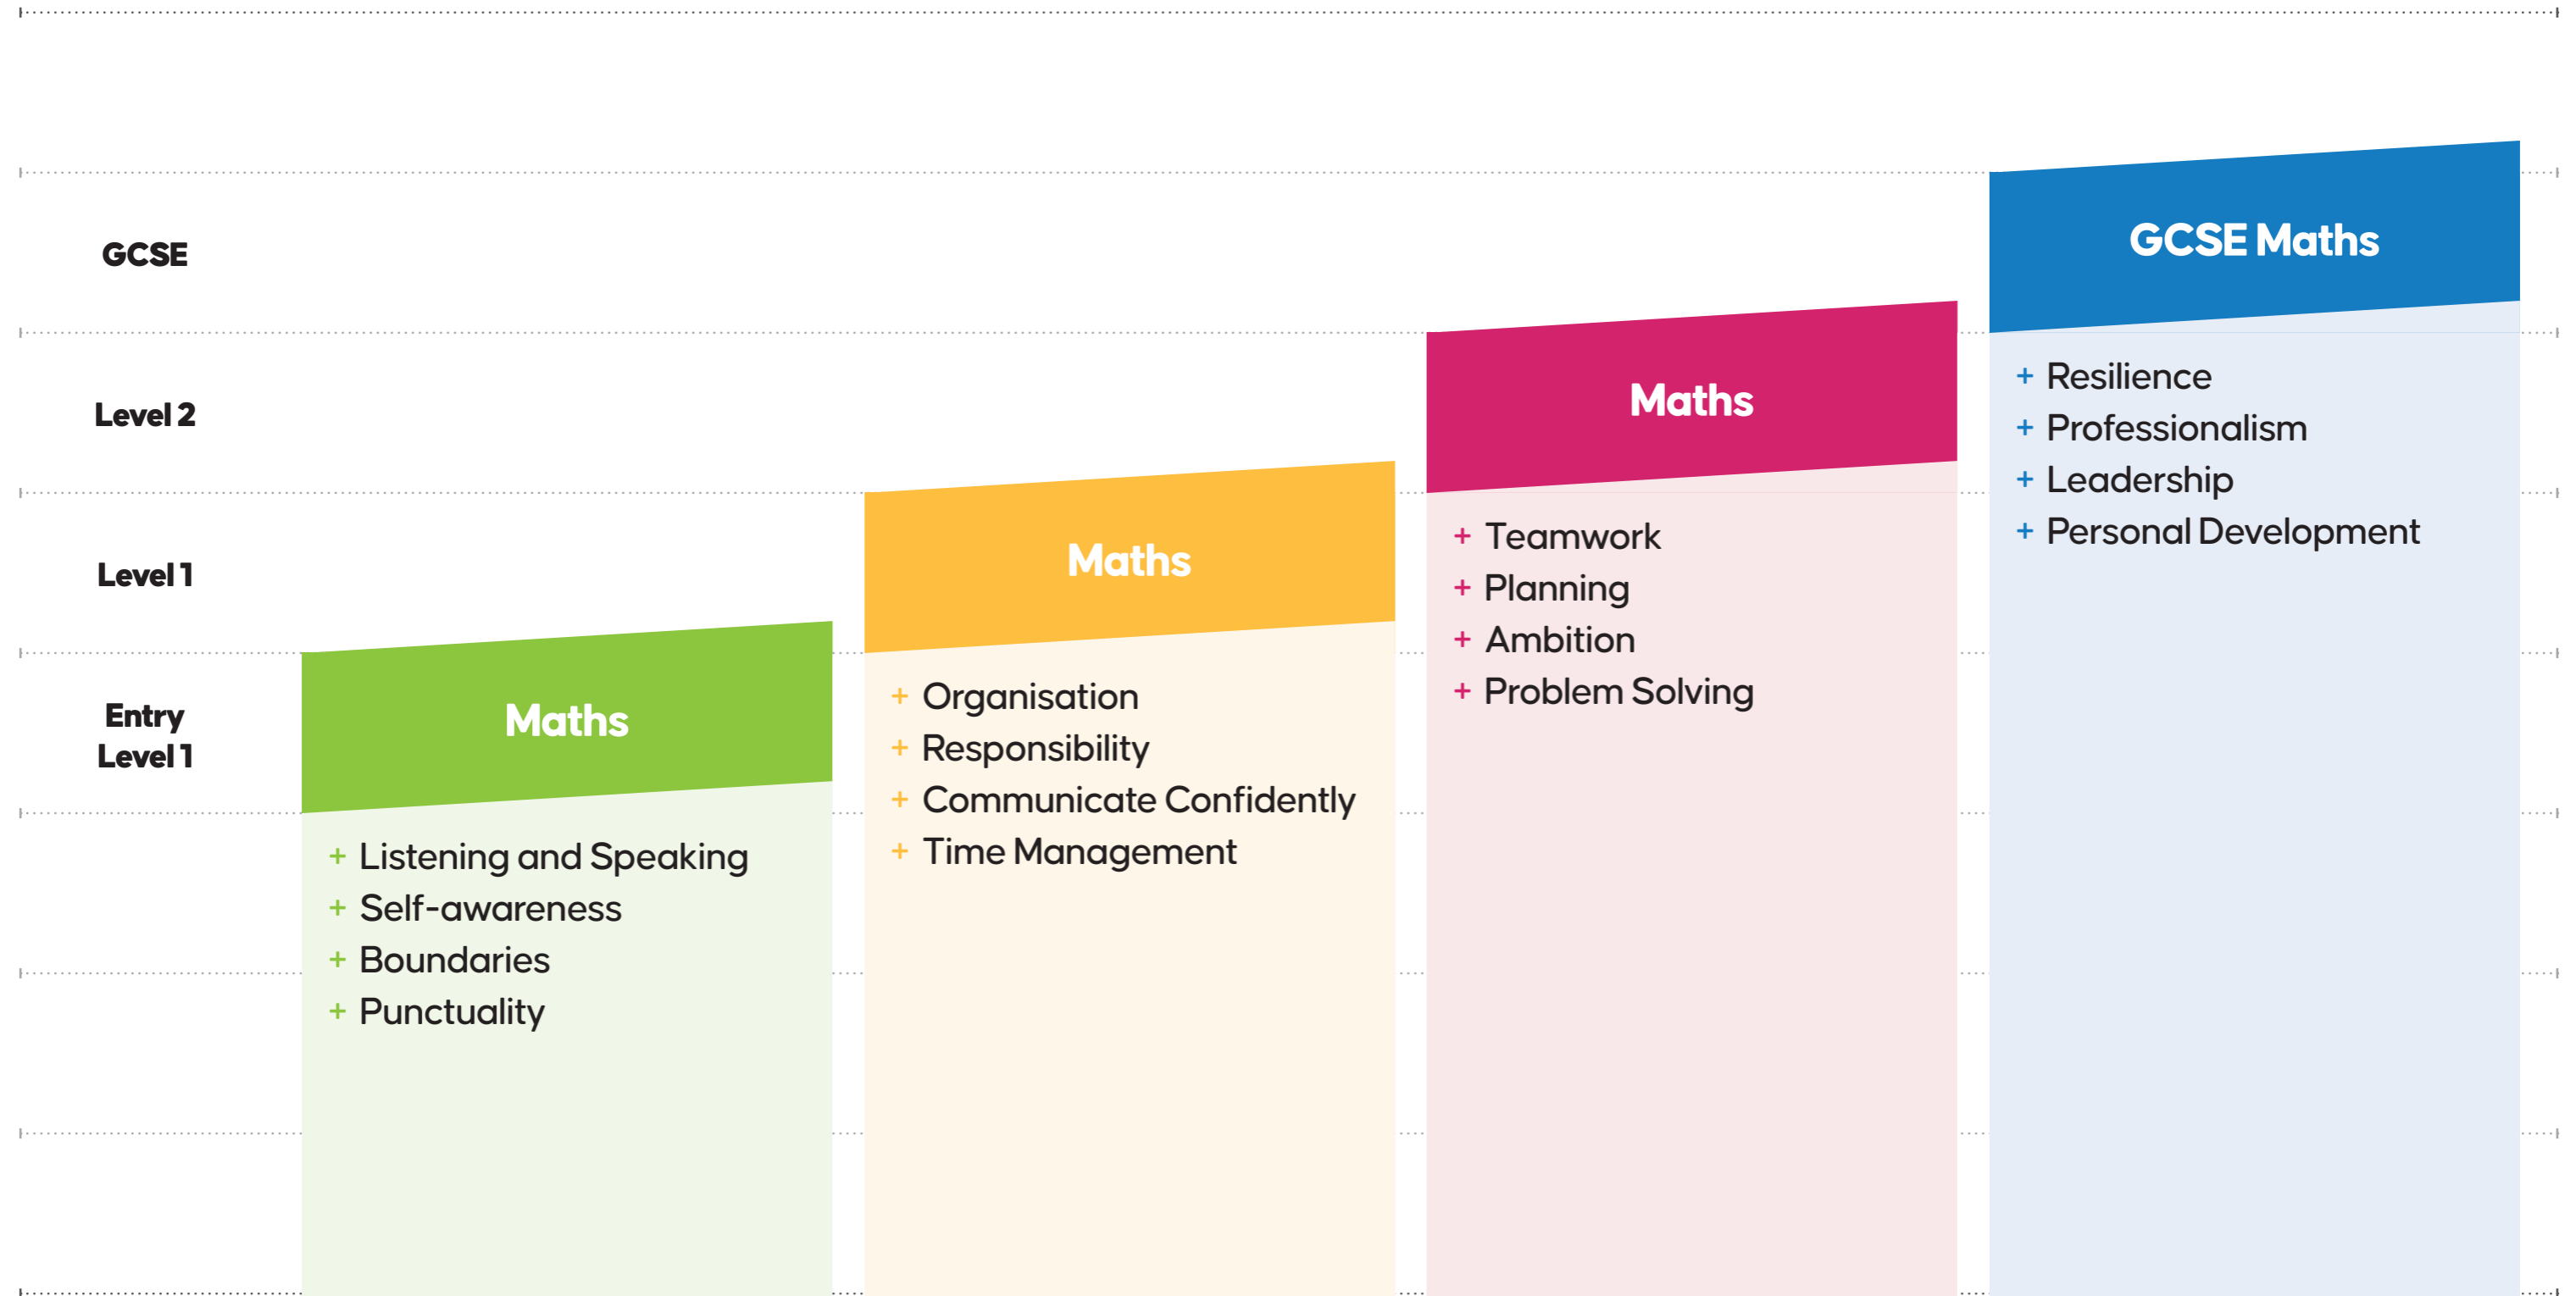 GCSE
Level 2
Level 1
Entry
Level 1
Maths
+ Listening and Speaking
+ Self-awareness
+ Boundaries
+ Punctuality
Maths
+ Organisation
+ Responsibility
+ Communicate Confidently
+ Time Management
Maths
+ Teamwork
+ Planning
+ Ambition
+ Problem Solving
GCSE Maths
+ Resilience
+ Professionalism
+ Leadership
+ Personal Development